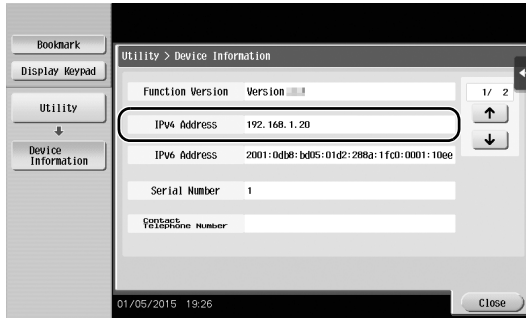 Bookmark
Display Keypad
Utility
Device
Information
Utility > Device Information
Function Version Version
1/ 2
IPv4 Address 192.168.1.20
IPv6 Address 2001:0db8:bd05:01d2:288a:1fc0:0001:10ee
Serial Number 1
Contact
Telephone Number
01/05/2015 19:26
Close